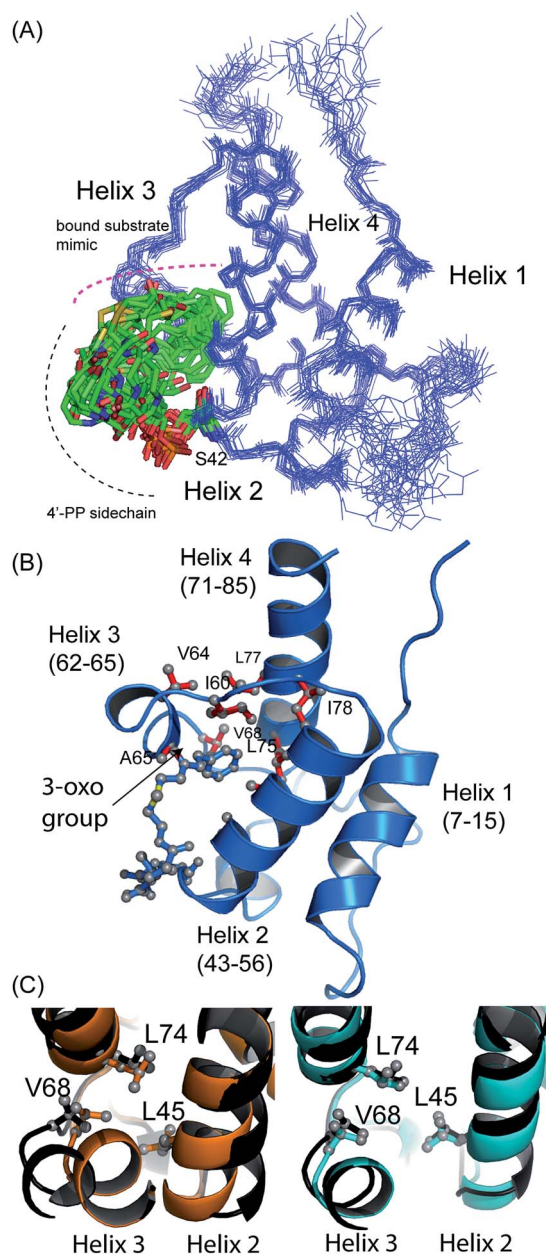 (A)
Helix 3
bound substrate
mimic
Helix 4
Helix 1
S42
Helix 2
4'-PP sidechain
(B)
Helix 4
(71-85)
Helix 3
(62-65)
V64
L77
I60
I78
V68
L75
A65
3-oxo
group
Helix 1
(7-15)
Helix 2
(43-56)
(C)
L74
V68
L45
Helix 3
Helix 2
L74
V68
L45
Helix 3
Helix 2